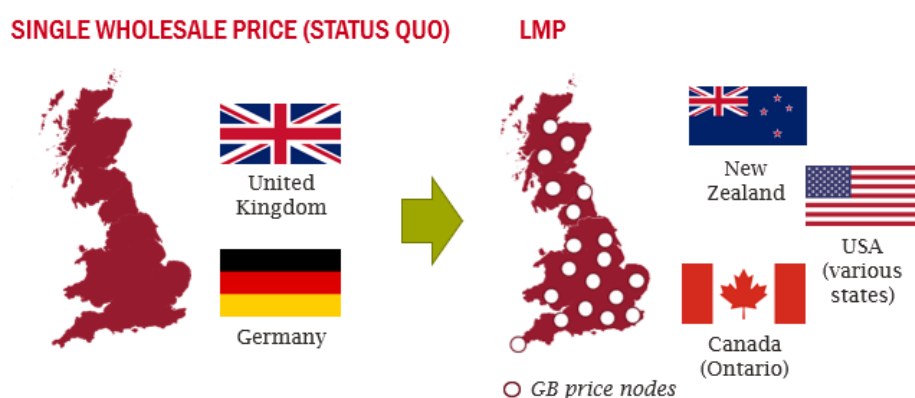 SINGLE WHOLESALE PRICE (STATUS QUO)
LMP
United
Kingdom
Germany
New
Zealand
USA
(various
states)
Canada
(Ontario)
GB price nodes